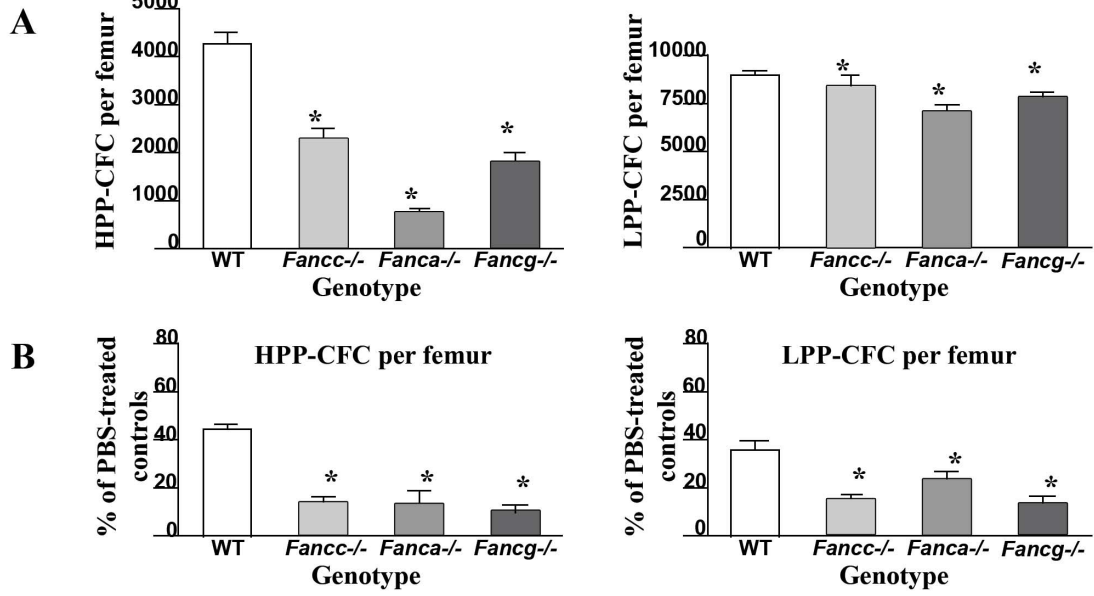 A
HPP-CFC per femur
5000
4000
3000
2000
1000
0
*
*
*
WT Fancc-/- Fanca-/- Fancg-/-
Genotype
LPP-CFC per femur
10000
7500
5000
2500
0
*
*
*
WT Fancc-/- Fanca-/- Fancg-/-
Genotype
B
% of PBS-treated
controls
HPP-CFC per femur
80
60
40
20
0
*
*
*
WT Fancc-/- Fanca-/- Fancg-/-
Genotype
% of PBS-treated
controls
LPP-CFC per femur
80
60
40
20
0
*
*
*
WT Fancc-/- Fanca-/- Fancg-/-
Genotype